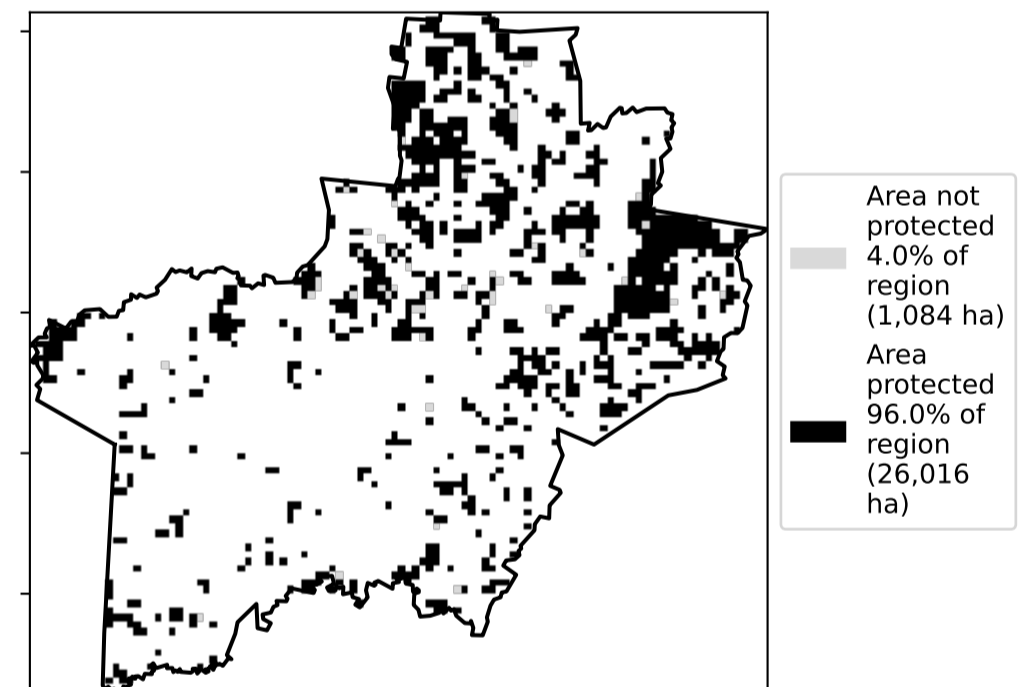 Area not
protected
4.0% of
region
(1,084 ha)
Area
protected
96.0% of
region
(26,016
ha)